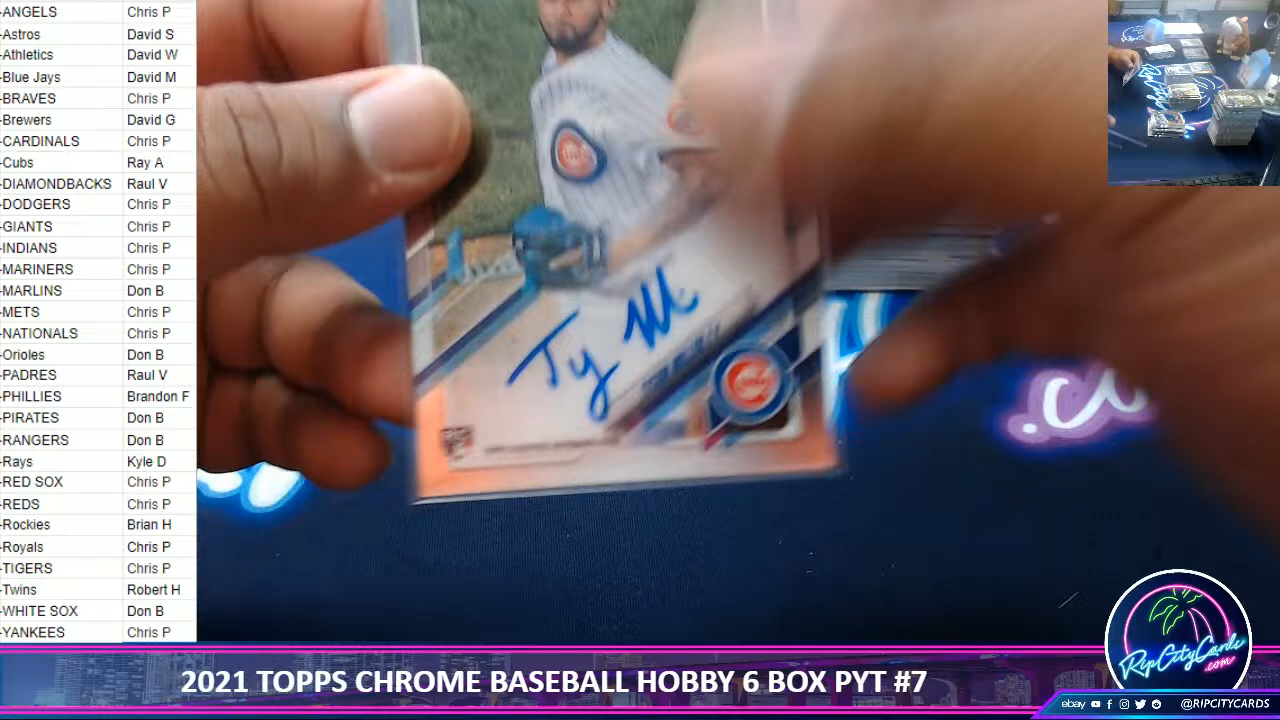 -ANGELS Chris P
-Astros David S
-Athletics David W
-Blue Jays David M
-BRAVES Chris P
-Brewers David G
-CARDINALS Chris P
-Cubs Ray A
-DIAMONDBACKS Raul V
-DODGERS Chris P
-GIANTS Chris P
-INDIANS Chris P
-MARINERS Chris P
-MARLINS Don B
-METS Chris P
-NATIONALS Chris P
-Orioles Don B
-PADRES Raul V
-PHILLIES Brandon F
-PIRATES Don B
-RANGERS Don B
-Rays Kyle D
-RED SOX Chris P
-REDS Chris P
-Rockies Brian H
-Royals Chris P
-TIGERS Chris P
-Twins Robert H
-WHITE SOX Don B
-YANKEES Chris P
Ty
RipCityCards
.com
2021 TOPPS CHROME BASEBALL HOBBY 6 BOX PYT #7
ebay @RIPCITYCARDS